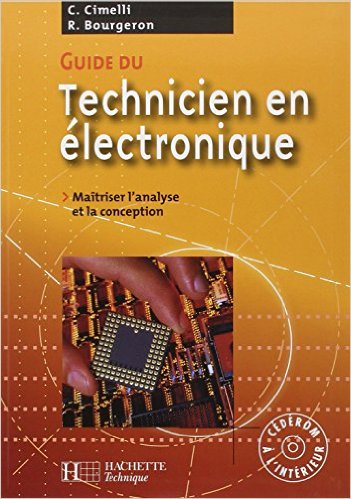 C. Cimelli
R. Bourgeron
GUIDE DU
Technicien en
électronique
> Maîtriser l'analyse
et la conception
CÉDÉROM
À L'INTÉRIEUR
H HACHETTE
Technique